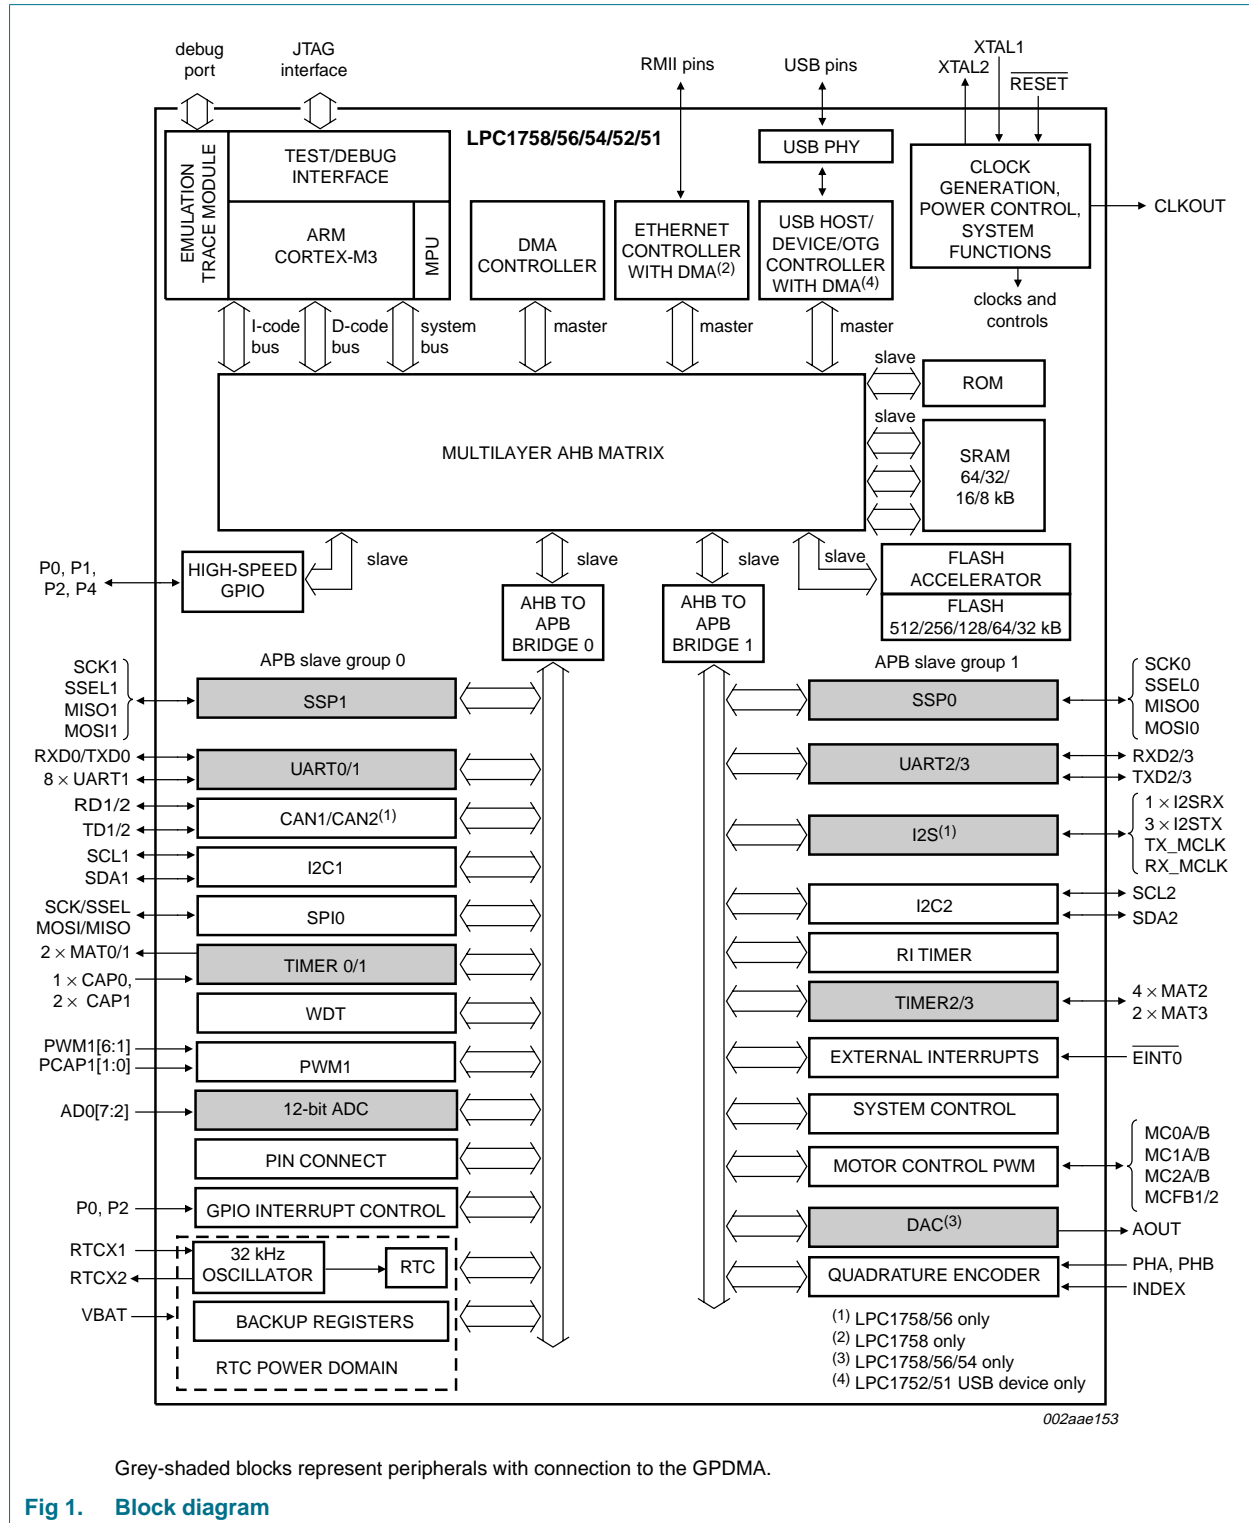 debug
port
JTAG
interface
RMII pins
USB pins
XTAL1
XTAL2
RESET
LPC1758/56/54/52/51
EMULATION
TRACE MODULE
TEST/DEBUG
INTERFACE
ARM
CORTEX-M3
MPU
DMA
CONTROLLER
ETHERNET
CONTROLLER
WITH DMA(2)
USB PHY
USB HOST/
DEVICE/OTG
CONTROLLER
WITH DMA(4)
CLOCK
GENERATION,
POWER CONTROL,
SYSTEM
FUNCTIONS
CLKOUT
clocks and
controls
I-code
bus
D-code
bus
system
bus
master
master
master
slave
ROM
slave
MULTILAYER AHB MATRIX
SRAM
64/32/
16/8 kB
P0, P1,
P2, P4
HIGH-SPEED
GPIO
slave
slave
slave
slave
FLASH
ACCELERATOR
FLASH
512/256/128/64/32 kB
AHB TO
APB
BRIDGE 0
AHB TO
APB
BRIDGE 1
APB slave group 0
APB slave group 1
SCK1
SSEL1
MISO1
MOSI1
SSP1
RXD0/TXD0
8 × UART1
UART0/1
RD1/2
TD1/2
CAN1/CAN2(1)
SCL1
SDA1
I2C1
SCK/SSEL
MOSI/MISO
SPI0
2 × MAT0/1
1 × CAP0,
2 × CAP1
TIMER 0/1
WDT
PWM1[6:1]
PCAP1[1:0]
PWM1
AD0[7:2]
12-bit ADC
PIN CONNECT
P0, P2
GPIO INTERRUPT CONTROL
RTCX1
RTCX2
32 kHz
OSCILLATOR
RTC
VBAT
BACKUP REGISTERS
RTC POWER DOMAIN
SSP0
SCK0
SSEL0
MISO0
MOSI0
UART2/3
RXD2/3
TXD2/3
I2S(1)
1 × I2SRX
3 × I2STX
TX_MCLK
RX_MCLK
I2C2
SCL2
SDA2
RI TIMER
TIMER2/3
4 × MAT2
2 × MAT3
EXTERNAL INTERRUPTS
EINT0
SYSTEM CONTROL
MOTOR CONTROL PWM
MC0A/B
MC1A/B
MC2A/B
MCFB1/2
DAC(3)
AOUT
QUADRATURE ENCODER
PHA, PHB
INDEX
(1) LPC1758/56 only
(2) LPC1758 only
(3) LPC1758/56/54 only
(4) LPC1752/51 USB device only
002aae153
Grey-shaded blocks represent peripherals with connection to the GPDMA.
Fig 1. Block diagram